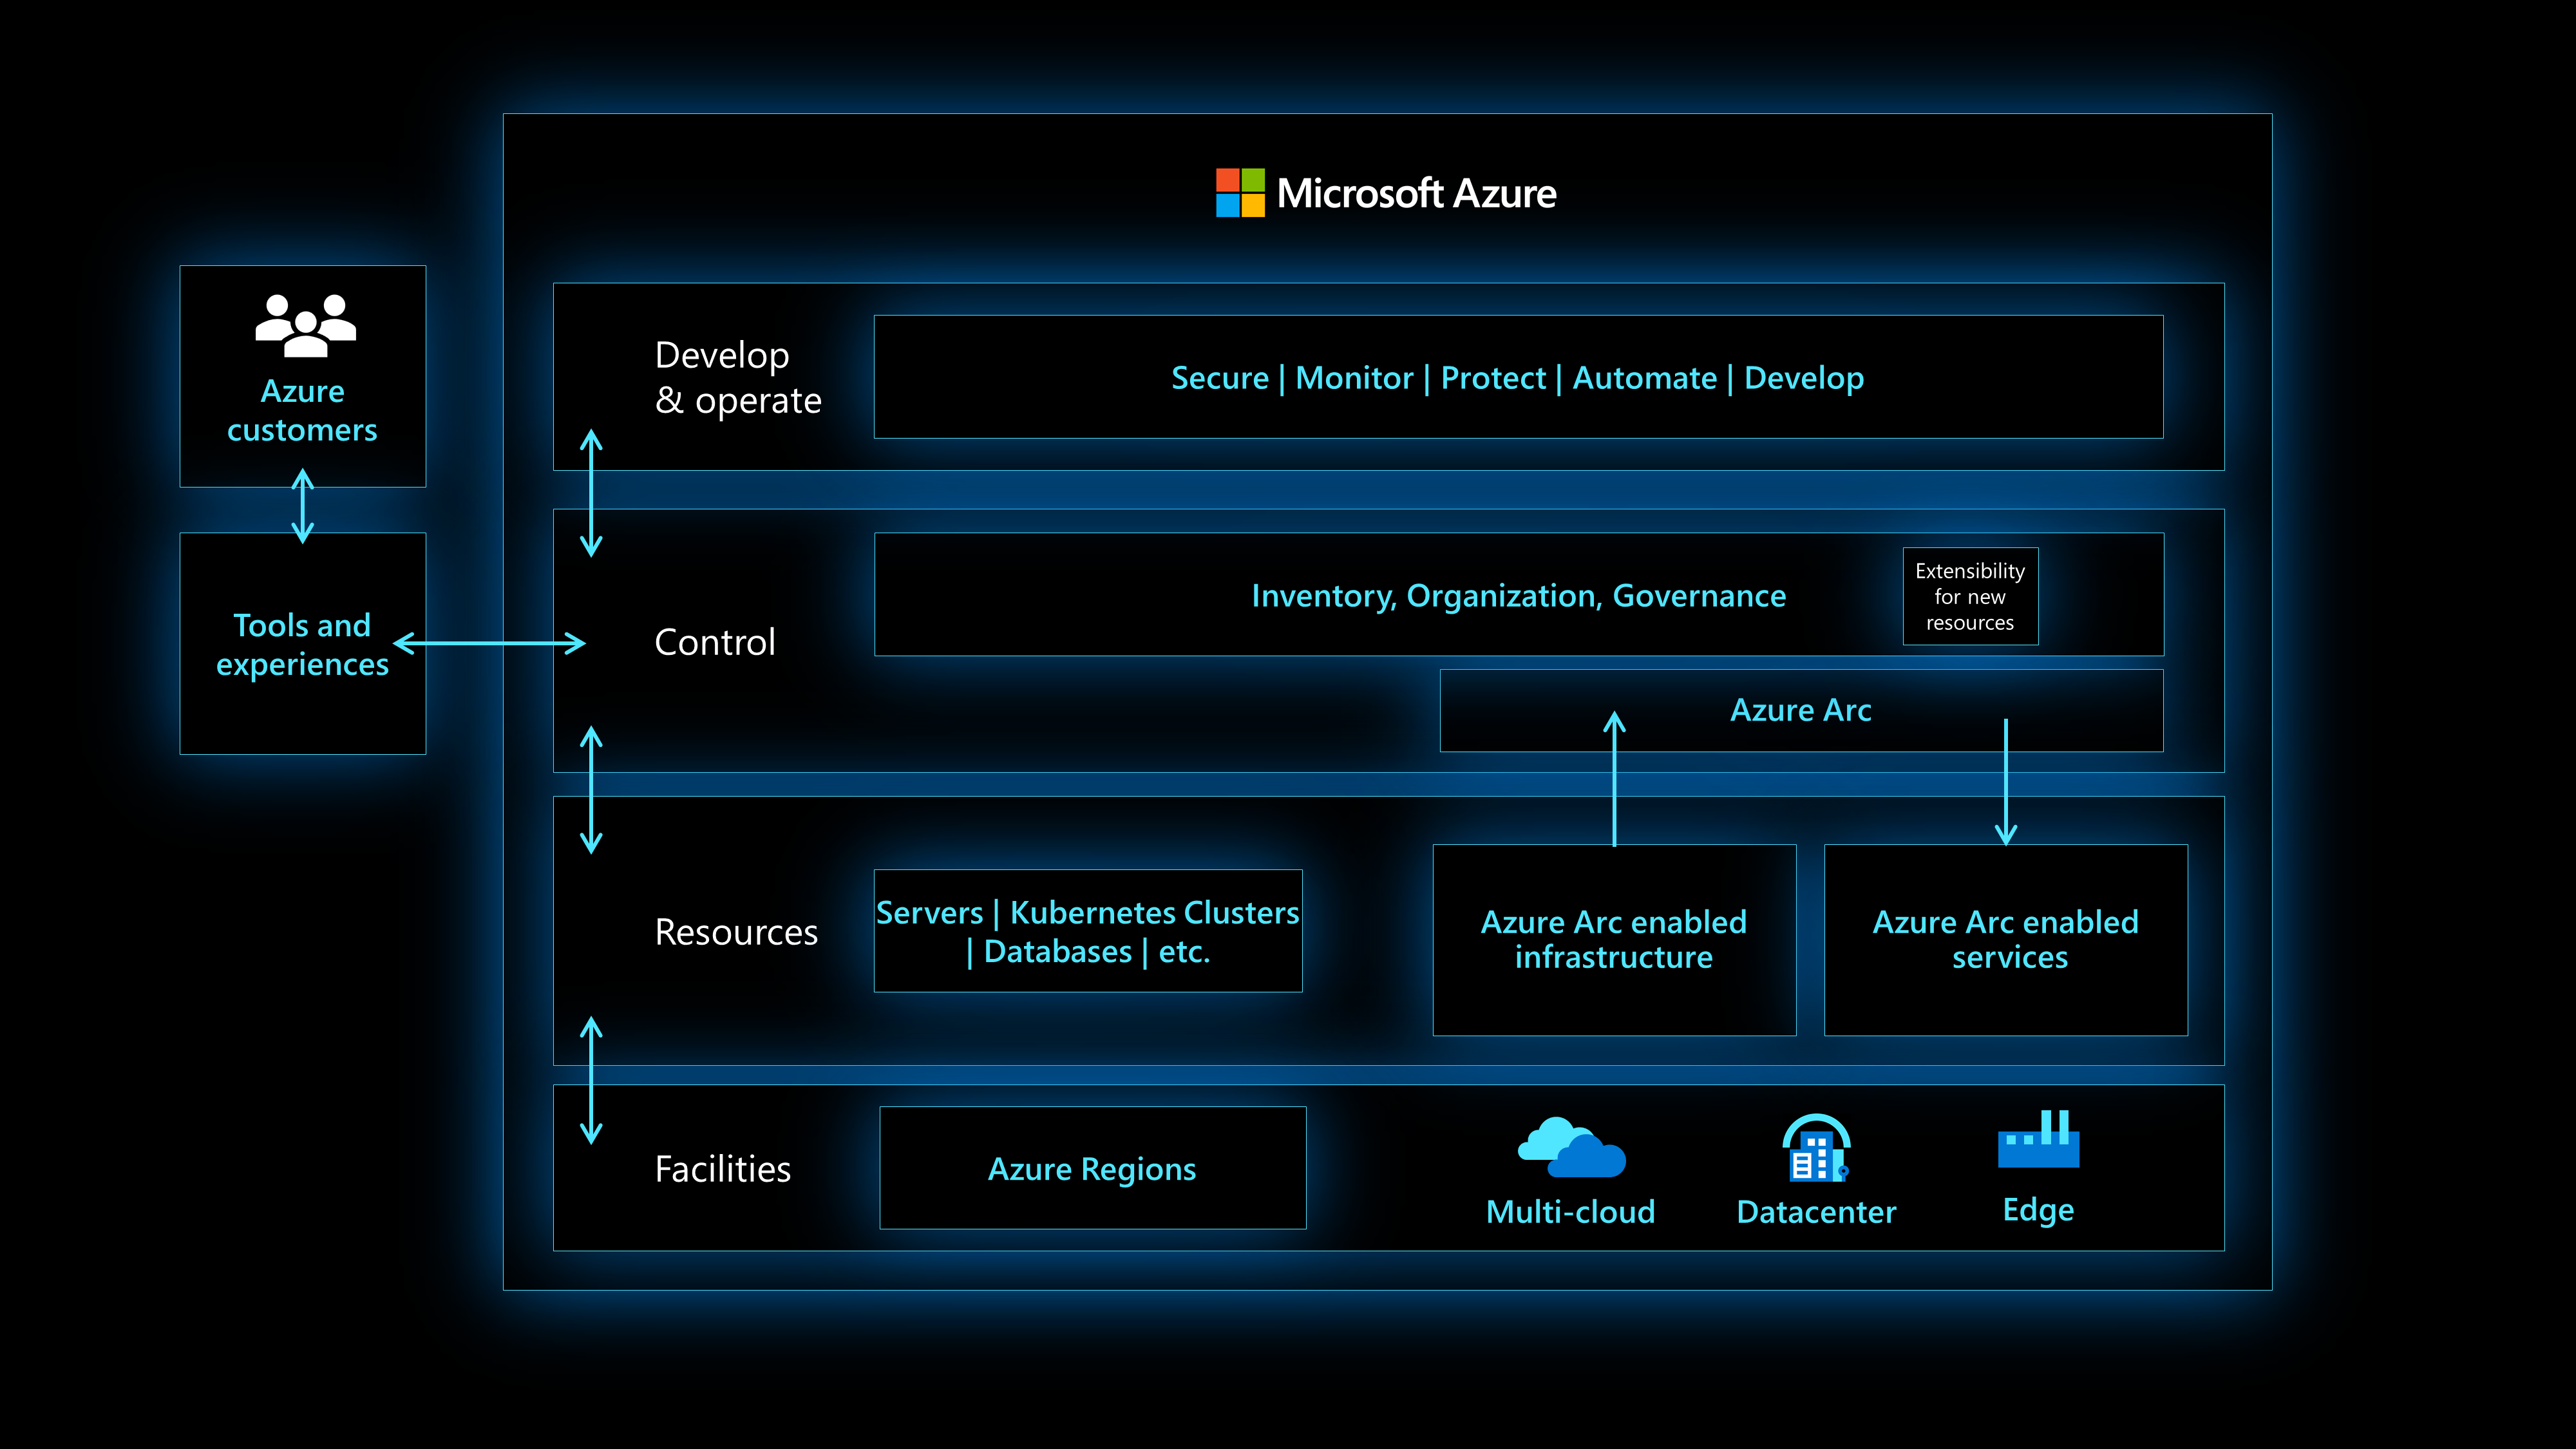 Microsoft Azure
Azure
customers
Tools and
experiences
Develop
& operate
Secure | Monitor | Protect | Automate | Develop
Control
Inventory, Organization, Governance
Extensibility
for new
resources
Azure Arc
Resources
Servers | Kubernetes Clusters
| Databases | etc.
Azure Arc enabled
infrastructure
Azure Arc enabled
services
Facilities
Azure Regions
Multi-cloud
Datacenter
Edge